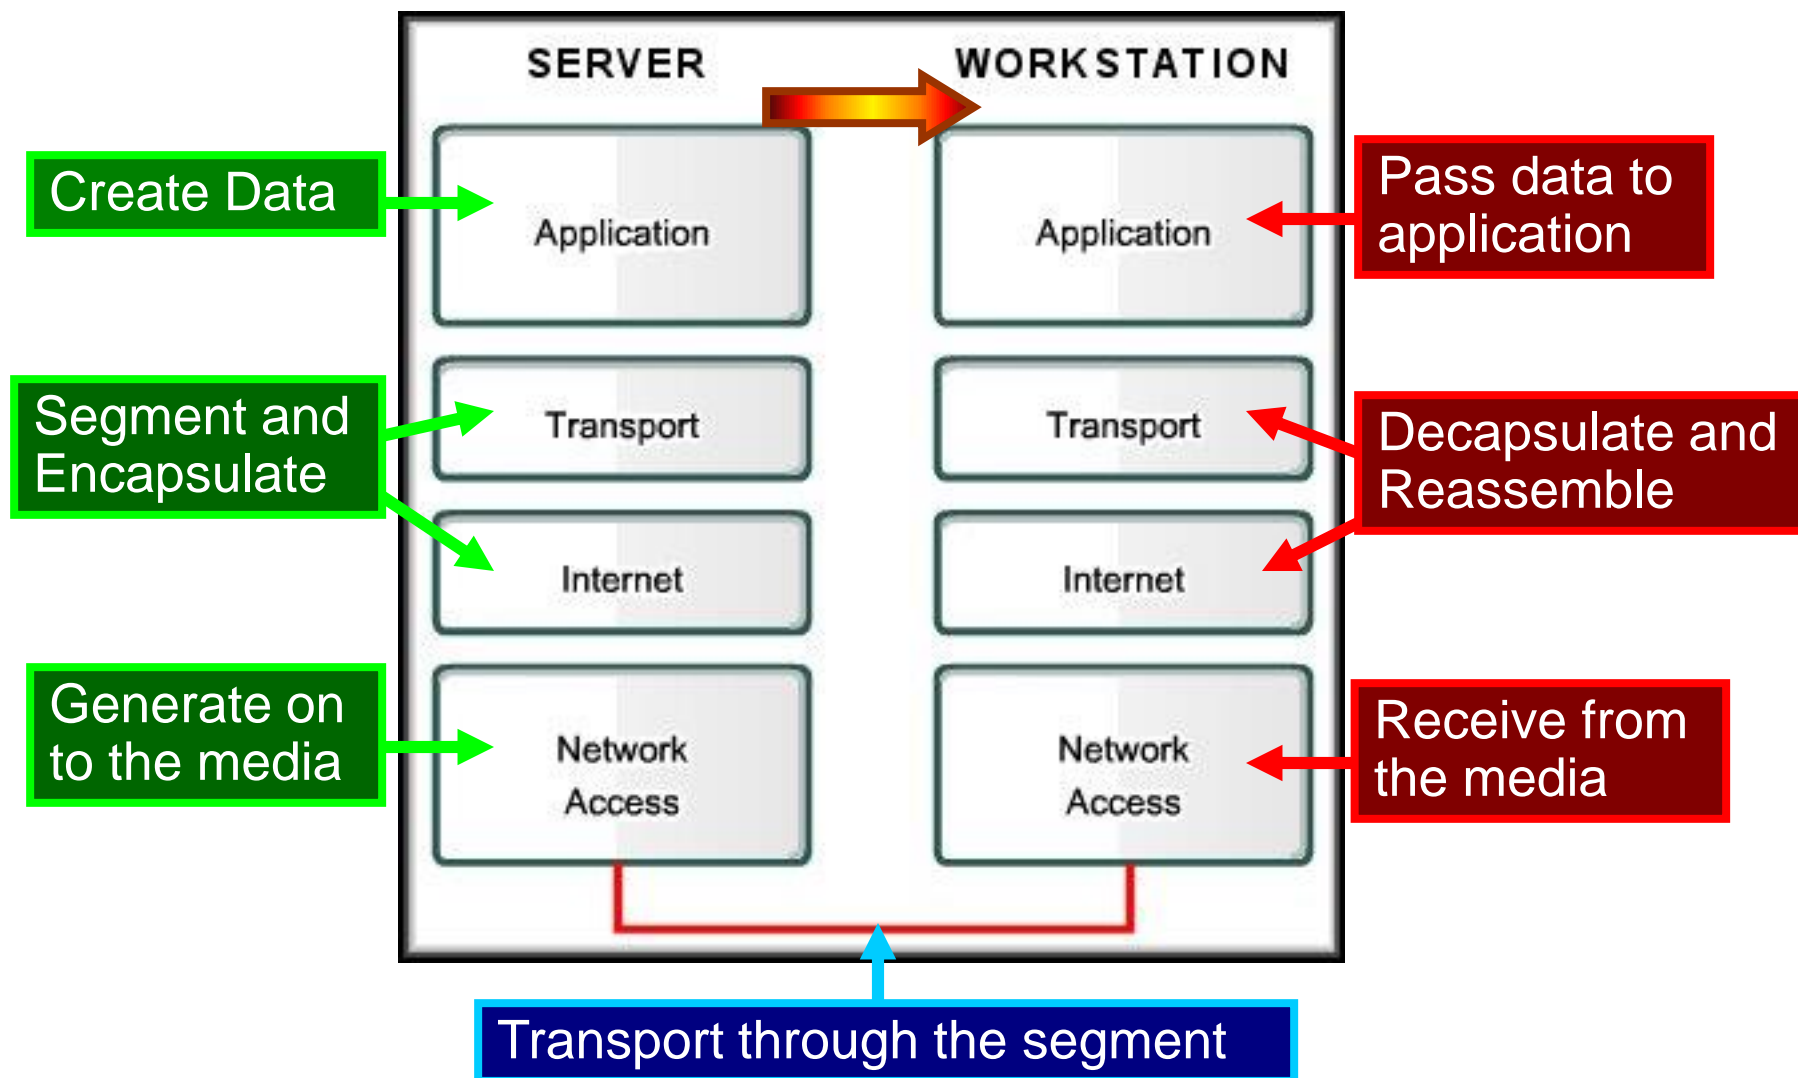 SERVER
WORKSTATION
Create Data
Application
Application
Pass data to
application
Segment and
Encapsulate
Transport
Transport
Decapsulate and
Reassemble
Internet
Internet
Generate on
to the media
Network
Access
Network
Access
Receive from
the media
Transport through the segment